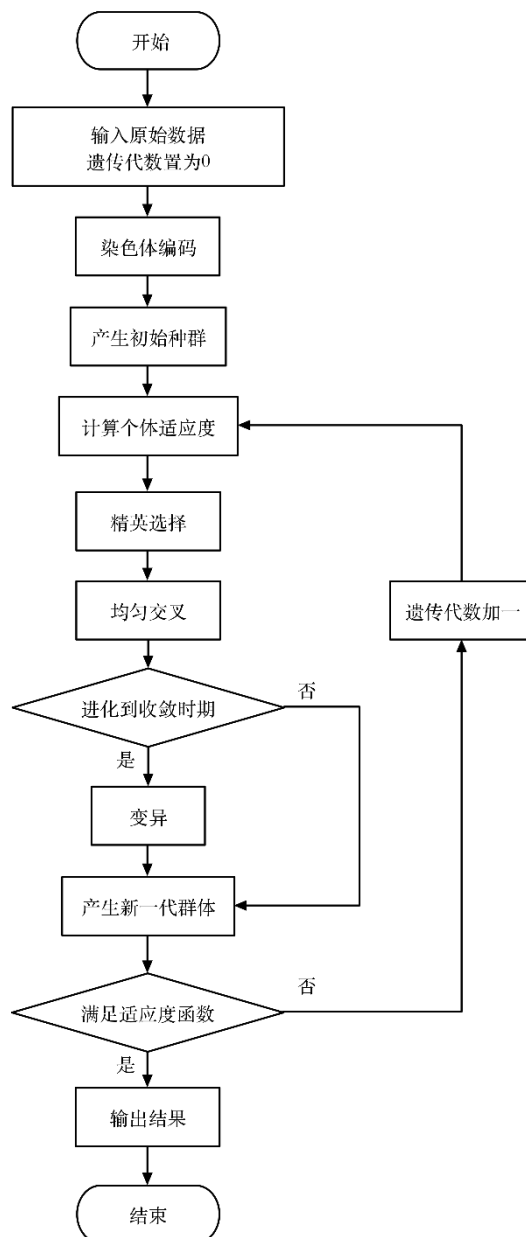 开始
输入原始数据
遗传代数置为0
染色体编码
产生初始种群
计算个体适应度
精英选择
均匀交叉
遗传代数加一
进化到收敛时期
否
是
变异
产生新一代群体
满足适应度函数
否
是
输出结果
结束